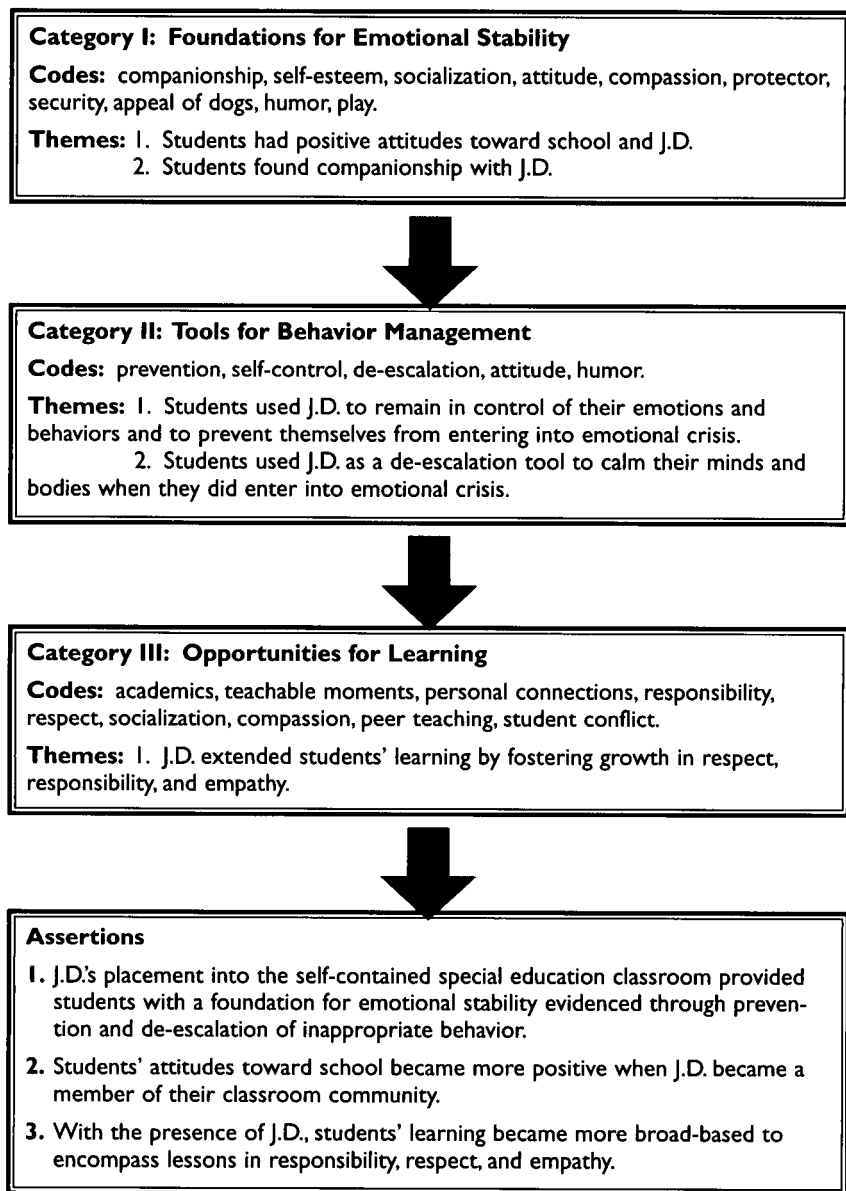 Category I: Foundations for Emotional Stability
Codes: companionship, self-esteem, socialization, attitude, compassion, protector,
security, appeal of dogs, humor, play.
Themes: 1. Students had positive attitudes toward school and J.D.
2. Students found companionship with J.D.
Category II: Tools for Behavior Management
Codes: prevention, self-control, de-escalation, attitude, humor.
Themes: 1. Students used J.D. to remain in control of their emotions and
behaviors and to prevent themselves from entering into emotional crisis.
2. Students used J.D. as a de-escalation tool to calm their minds and
bodies when they did enter into emotional crisis.
Category III: Opportunities for Learning
Codes: academics, teachable moments, personal connections, responsibility,
respect, socialization, compassion, peer teaching, student conflict.
Themes: 1. J.D. extended students' learning by fostering growth in respect,
responsibility, and empathy.
Assertions
1. J.D.'s placement into the self-contained special education classroom provided
students with a foundation for emotional stability evidenced through preven-
tion and de-escalation of inappropriate behavior.
2. Students' attitudes toward school became more positive when J.D. became a
member of their classroom community.
3. With the presence of J.D., students' learning became more broad-based to
encompass lessons in responsibility, respect, and empathy.